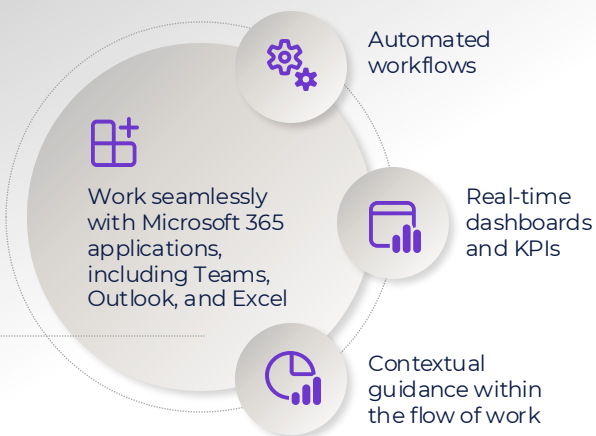 Automated
workflows
Work seamlessly
with Microsoft 365
applications,
including Teams,
Outlook, and Excel
Real-time
dashboards
and KPIs
Contextual
guidance within
the flow of work